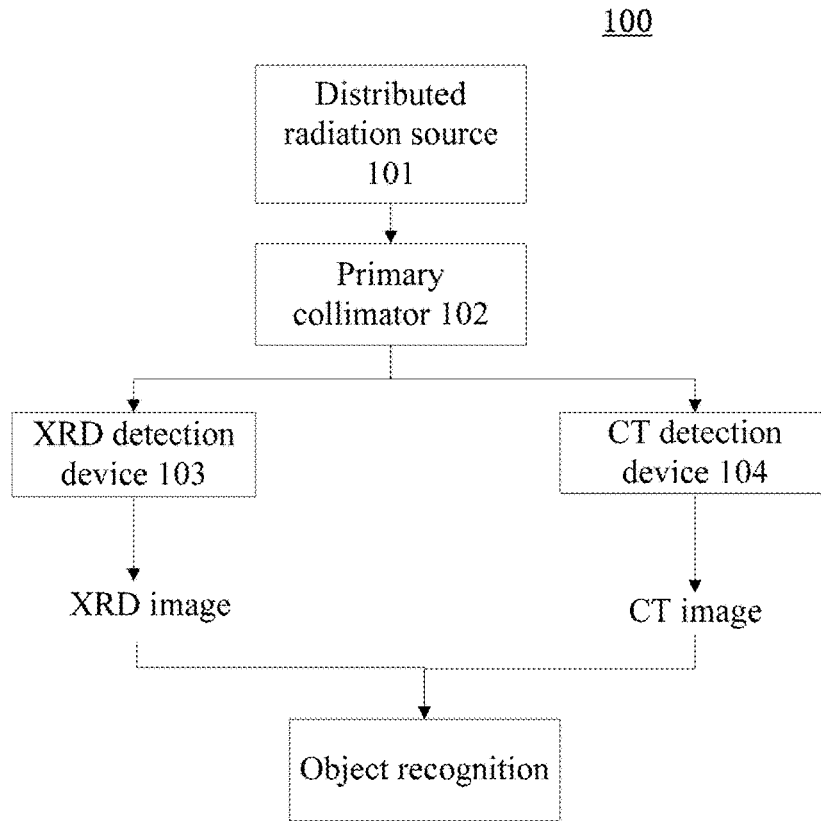 100
Distributed
radiation source
101
Primary
collimator 102
XRD detection
device 103
CT detection
device 104
XRD image
CT image
Object recognition